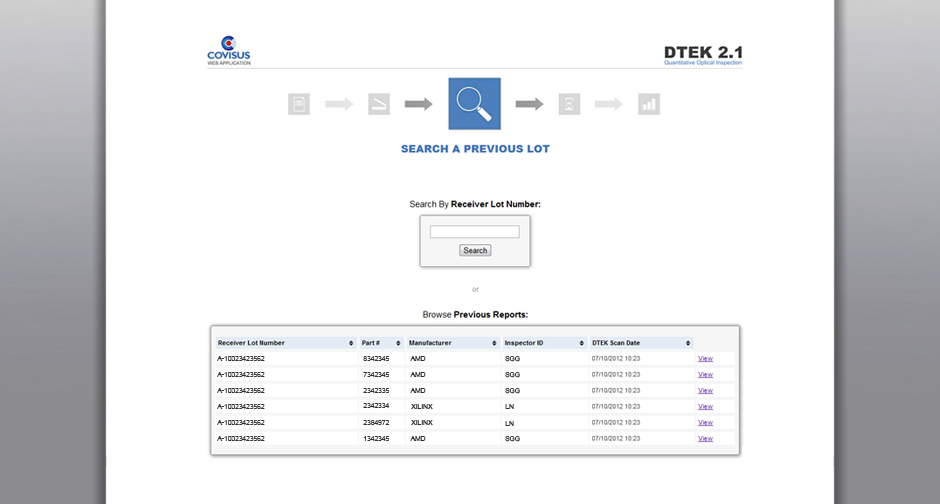 COVISUS
WEB APPLICATION
DTEK 2.1
Quantitative Optical Inspection
SEARCH A PREVIOUS LOT
Search By Receiver Lot Number:
Search
or
Browse Previous Reports:
Receiver Lot Number Part # Manufacturer Inspector ID DTEK Scan Date
A-10023423562 8342345 AMD SGG 07/10/2012 10:23 View
A-10023423562 7342345 AMD SGG 07/10/2012 10:23 View
A-10023423562 2342335 AMD SGG 07/10/2012 10:23 View
A-10023423562 2342334 XILINX LN 07/10/2012 10:23 View
A-10023423562 2384972 XILINX LN 07/10/2012 10:23 View
A-10023423562 1342345 AMD SGG 07/10/2012 10:23 View